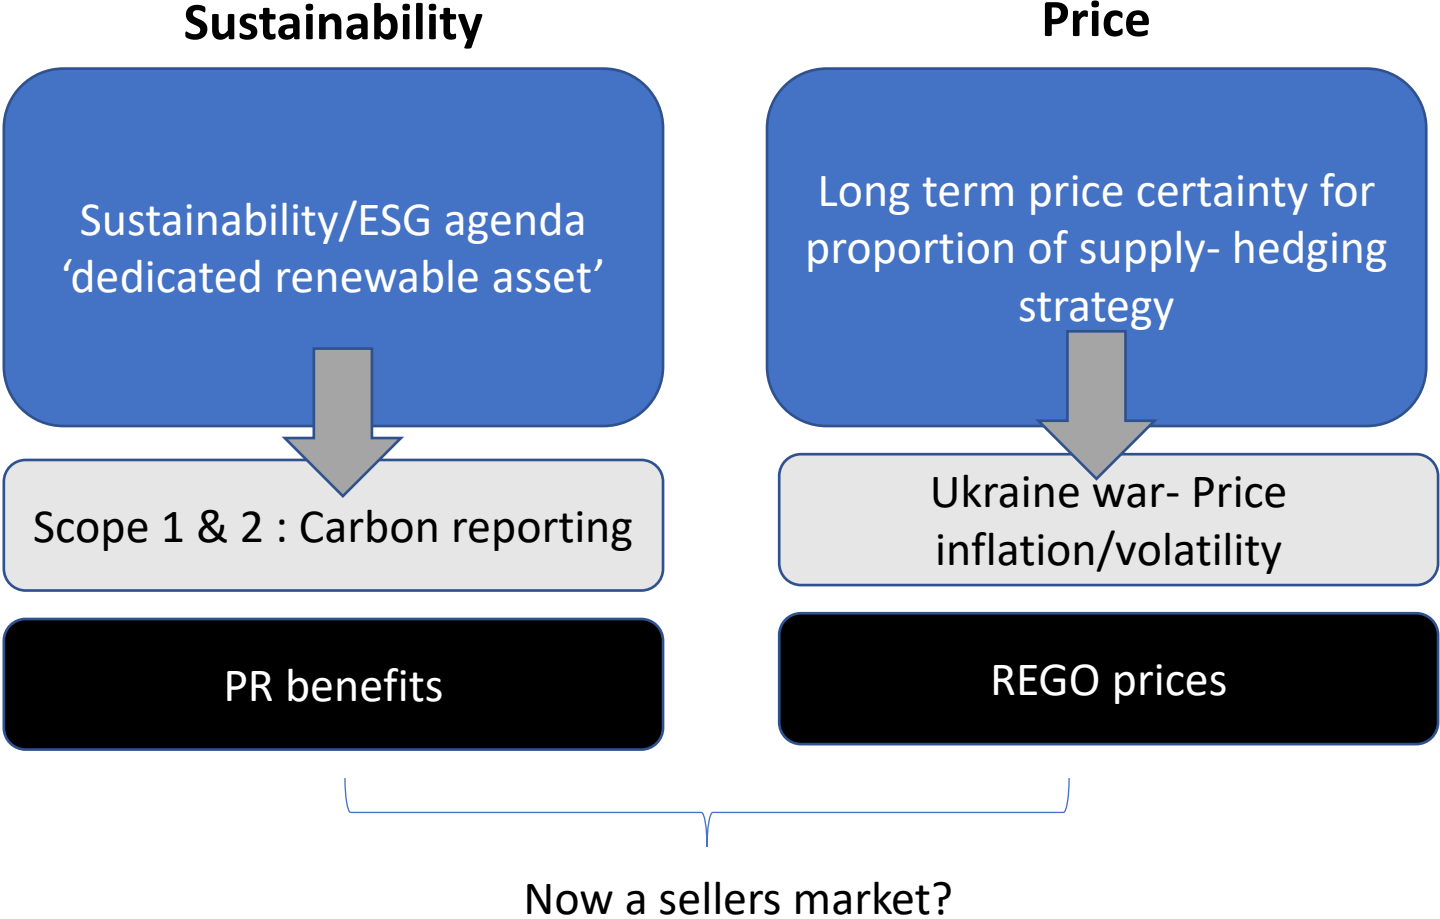 Sustainability
Sustainability/ESG agenda
‘dedicated renewable asset’
Scope 1 & 2 : Carbon reporting
PR benefits
Price
Long term price certainty for
proportion of supply- hedging
strategy
Ukraine war- Price
inflation/volatility
REGO prices
Now a sellers market?